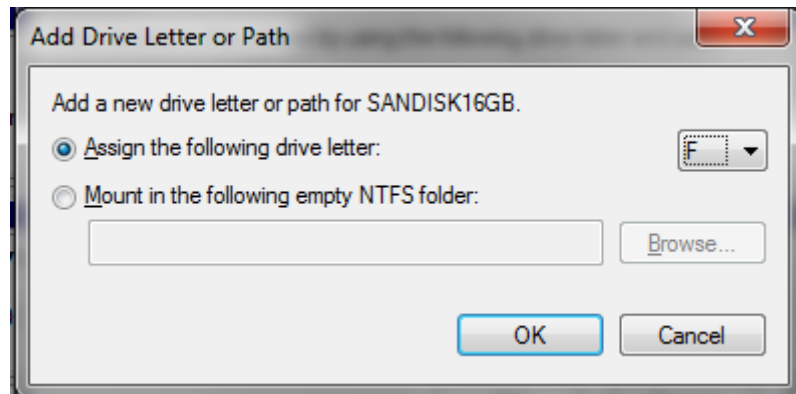 Add Drive Letter or Path
Add a new drive letter or path for SANDISK16GB.
Assign the following drive letter:
F
Mount in the following empty NTFS folder:
Browse...
OK
Cancel